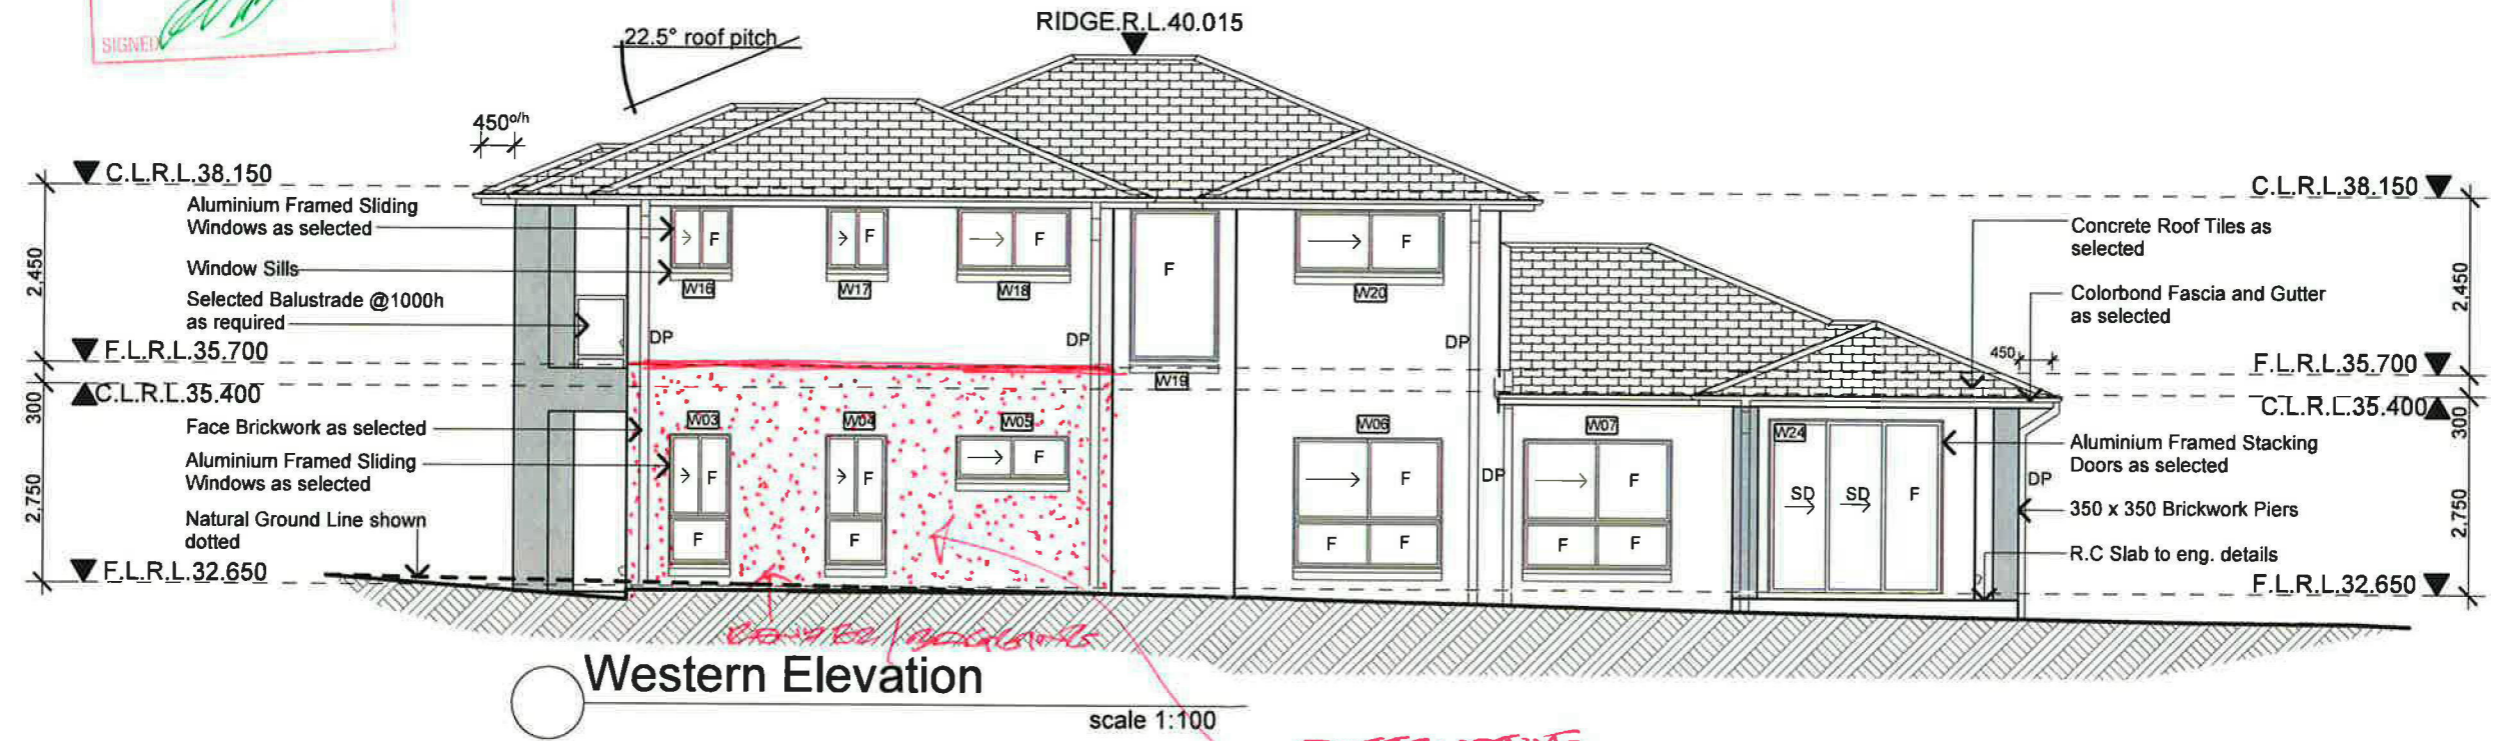 SIGNED
RIDGE.R.L.40.015
22.5° roof pitch
450o/h
C.L.R.L.38.150
C.L.R.L.38.150
Aluminium Framed Sliding
Windows as selected
Window Sills
Selected Balustrade @1000h
as required
F.L.R.L.35.700
C.L.R.L.35.400
Face Brickwork as selected
Aluminium Framed Sliding
Windows as selected
Natural Ground Line shown
dotted
F.L.R.L.32.650
2,450
300
2,750
F
F
F
F
F
W16
W17
W18
W19
W20
DP
DP
DP
W03
W04
W05
W06
W07
W24
F
F
F
F
F
F
F
F
F
F
F
DP
SD
SD
F
DP
Concrete Roof Tiles as
selected
Colorbond Fascia and Gutter
as selected
450
F.L.R.L.35.700
C.L.R.L.35.400
Aluminium Framed Stacking
Doors as selected
350 x 350 Brickwork Piers
R.C Slab to eng. details
F.L.R.L.32.650
2,450
300
2,750
Western Elevation
scale 1:100